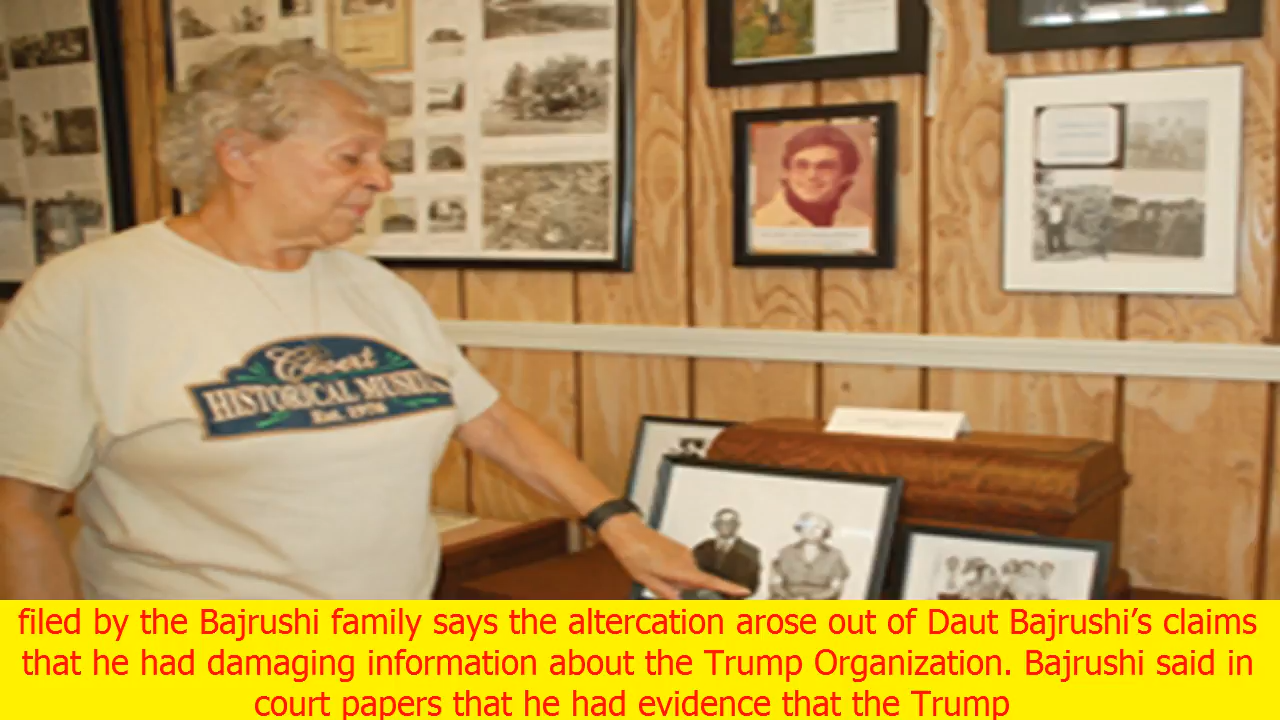 Covert
HISTORICAL MUSEUM
Est. 1970
filed by the Bajrushi family says the altercation arose out of Daut Bajrushi’s claims
that he had damaging information about the Trump Organization. Bajrushi said in
court papers that he had evidence that the Trump